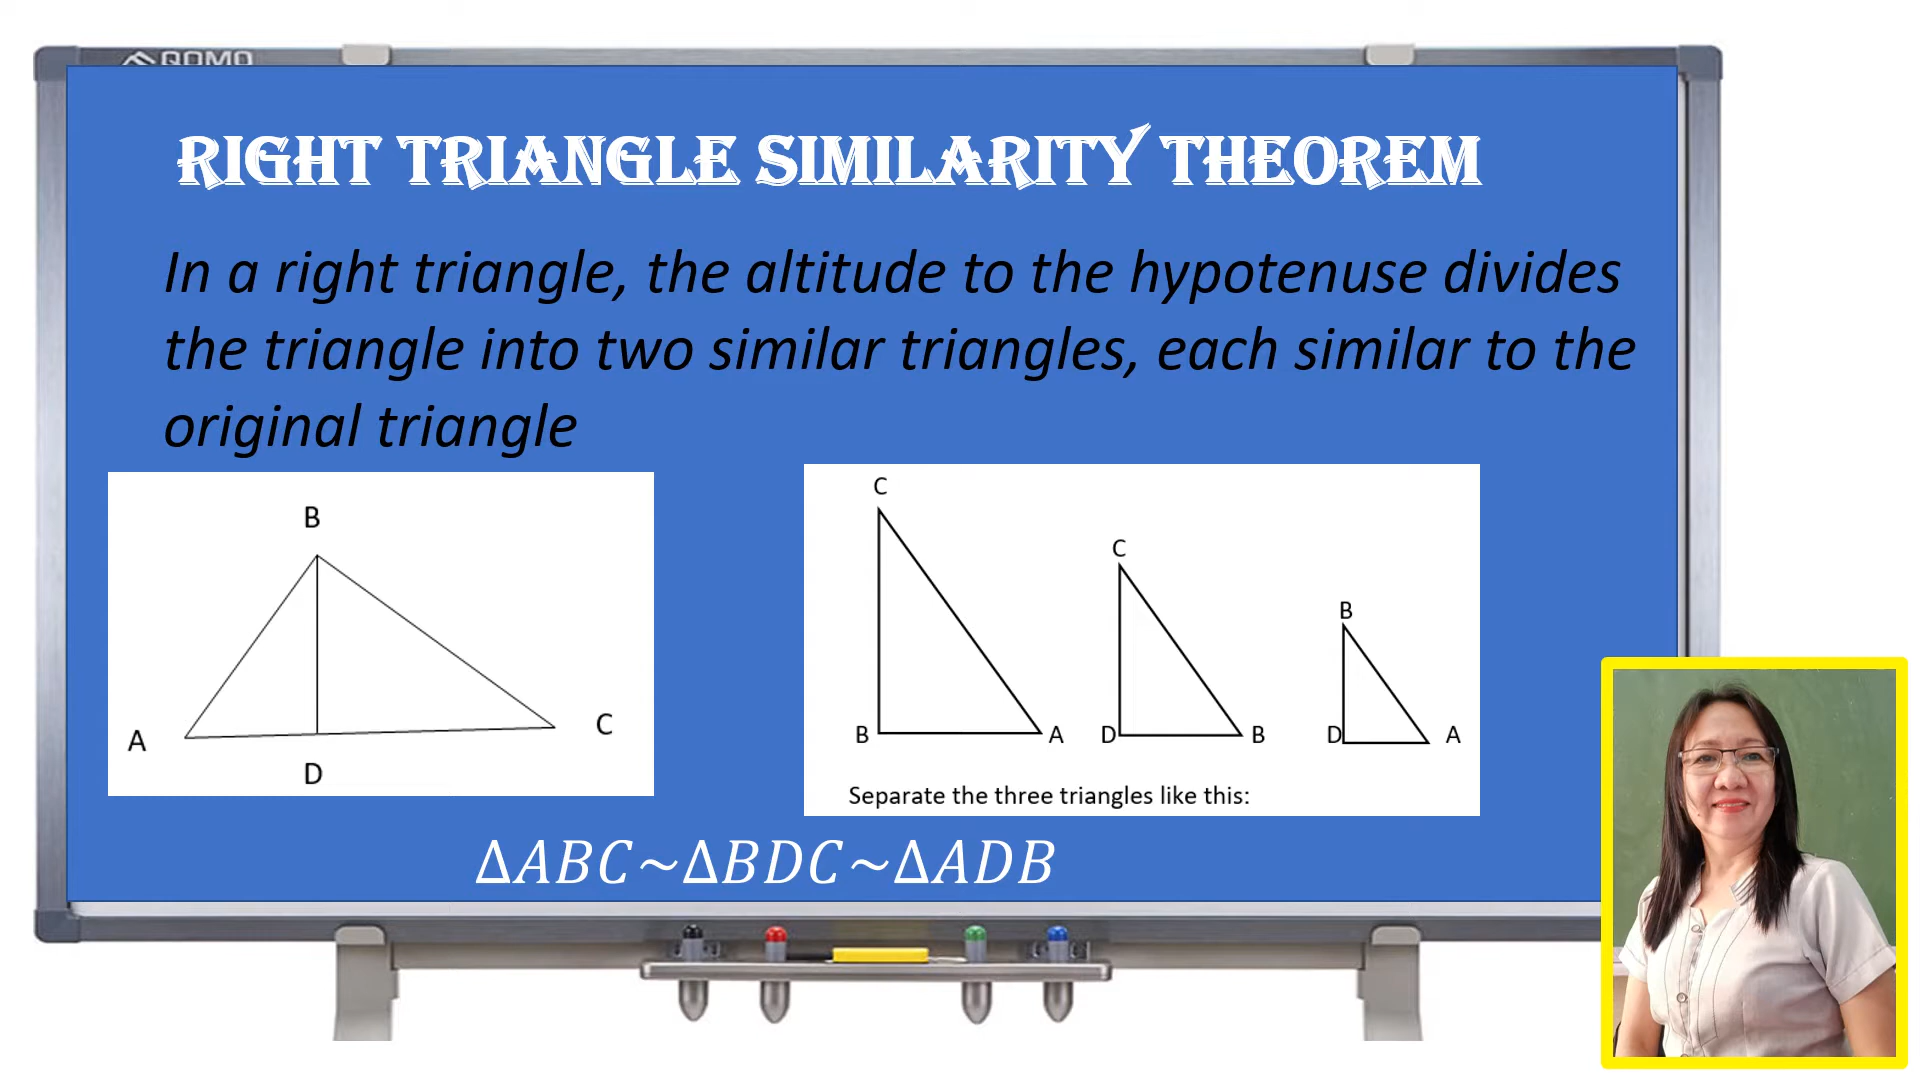 QOMO
RIGHT TRIANGLE SIMILARITY THEOREM
In a right triangle, the altitude to the hypotenuse divides
the triangle into two similar triangles, each similar to the
original triangle
B
A
C
D
C
B
A
C
D
B
B
D
A
Separate the three triangles like this:
ΔABC~ΔBDC~ΔADB